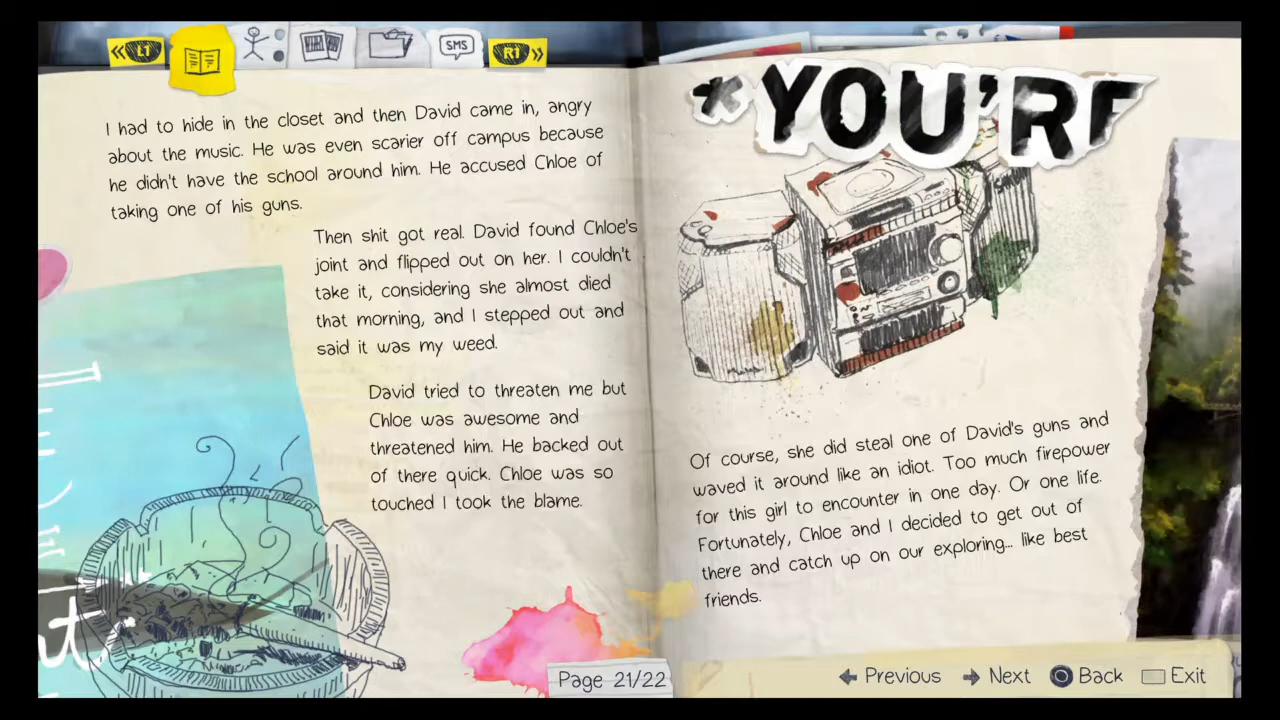 L1
SMS
R1
I had to hide in the closet and then David came in, angry
about the music. He was even scarier off campus because
he didn't have the school around him. He accused Chloe of
taking one of his guns.
Then shit got real. David found Chloe's
joint and flipped out on her. I couldn't
take it, considering she almost died
that morning, and I stepped out and
said it was my weed.
David tried to threaten me but
Chloe was awesome and
threatened him. He backed out
of there quick. Chloe was so
touched I took the blame.
*YOU'RE
Of course, she did steal one of David's guns and
waved it around like an idiot. Too much firepower
for this girl to encounter in one day. Or one life.
Fortunately, Chloe and I decided to get out of
there and catch up on our exploring... like best
friends.
Page 21/22
Previous Next Back Exit